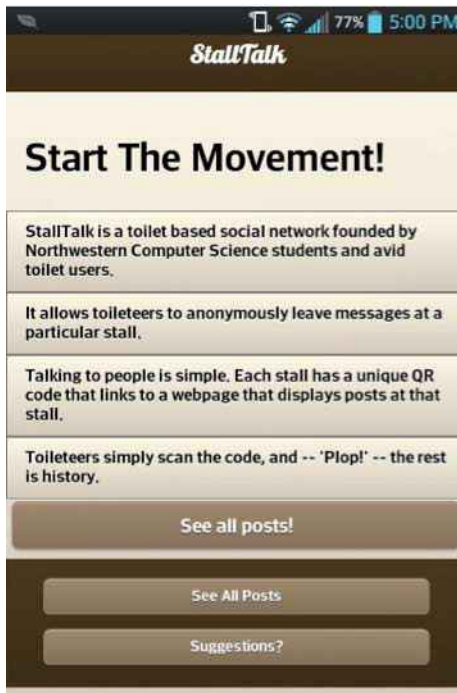 77% 5:00 PM
StallTalk
Start The Movement!
StallTalk is a toilet based social network founded by
Northwestern Computer Science students and avid
toilet users.
It allows toileteers to anonymously leave messages at a
particular stall.
Talking to people is simple. Each stall has a unique QR
code that links to a webpage that displays posts at that
stall.
Toileteers simply scan the code, and -- 'Plop!' -- the rest
is history.
See all posts!
See All Posts
Suggestions?